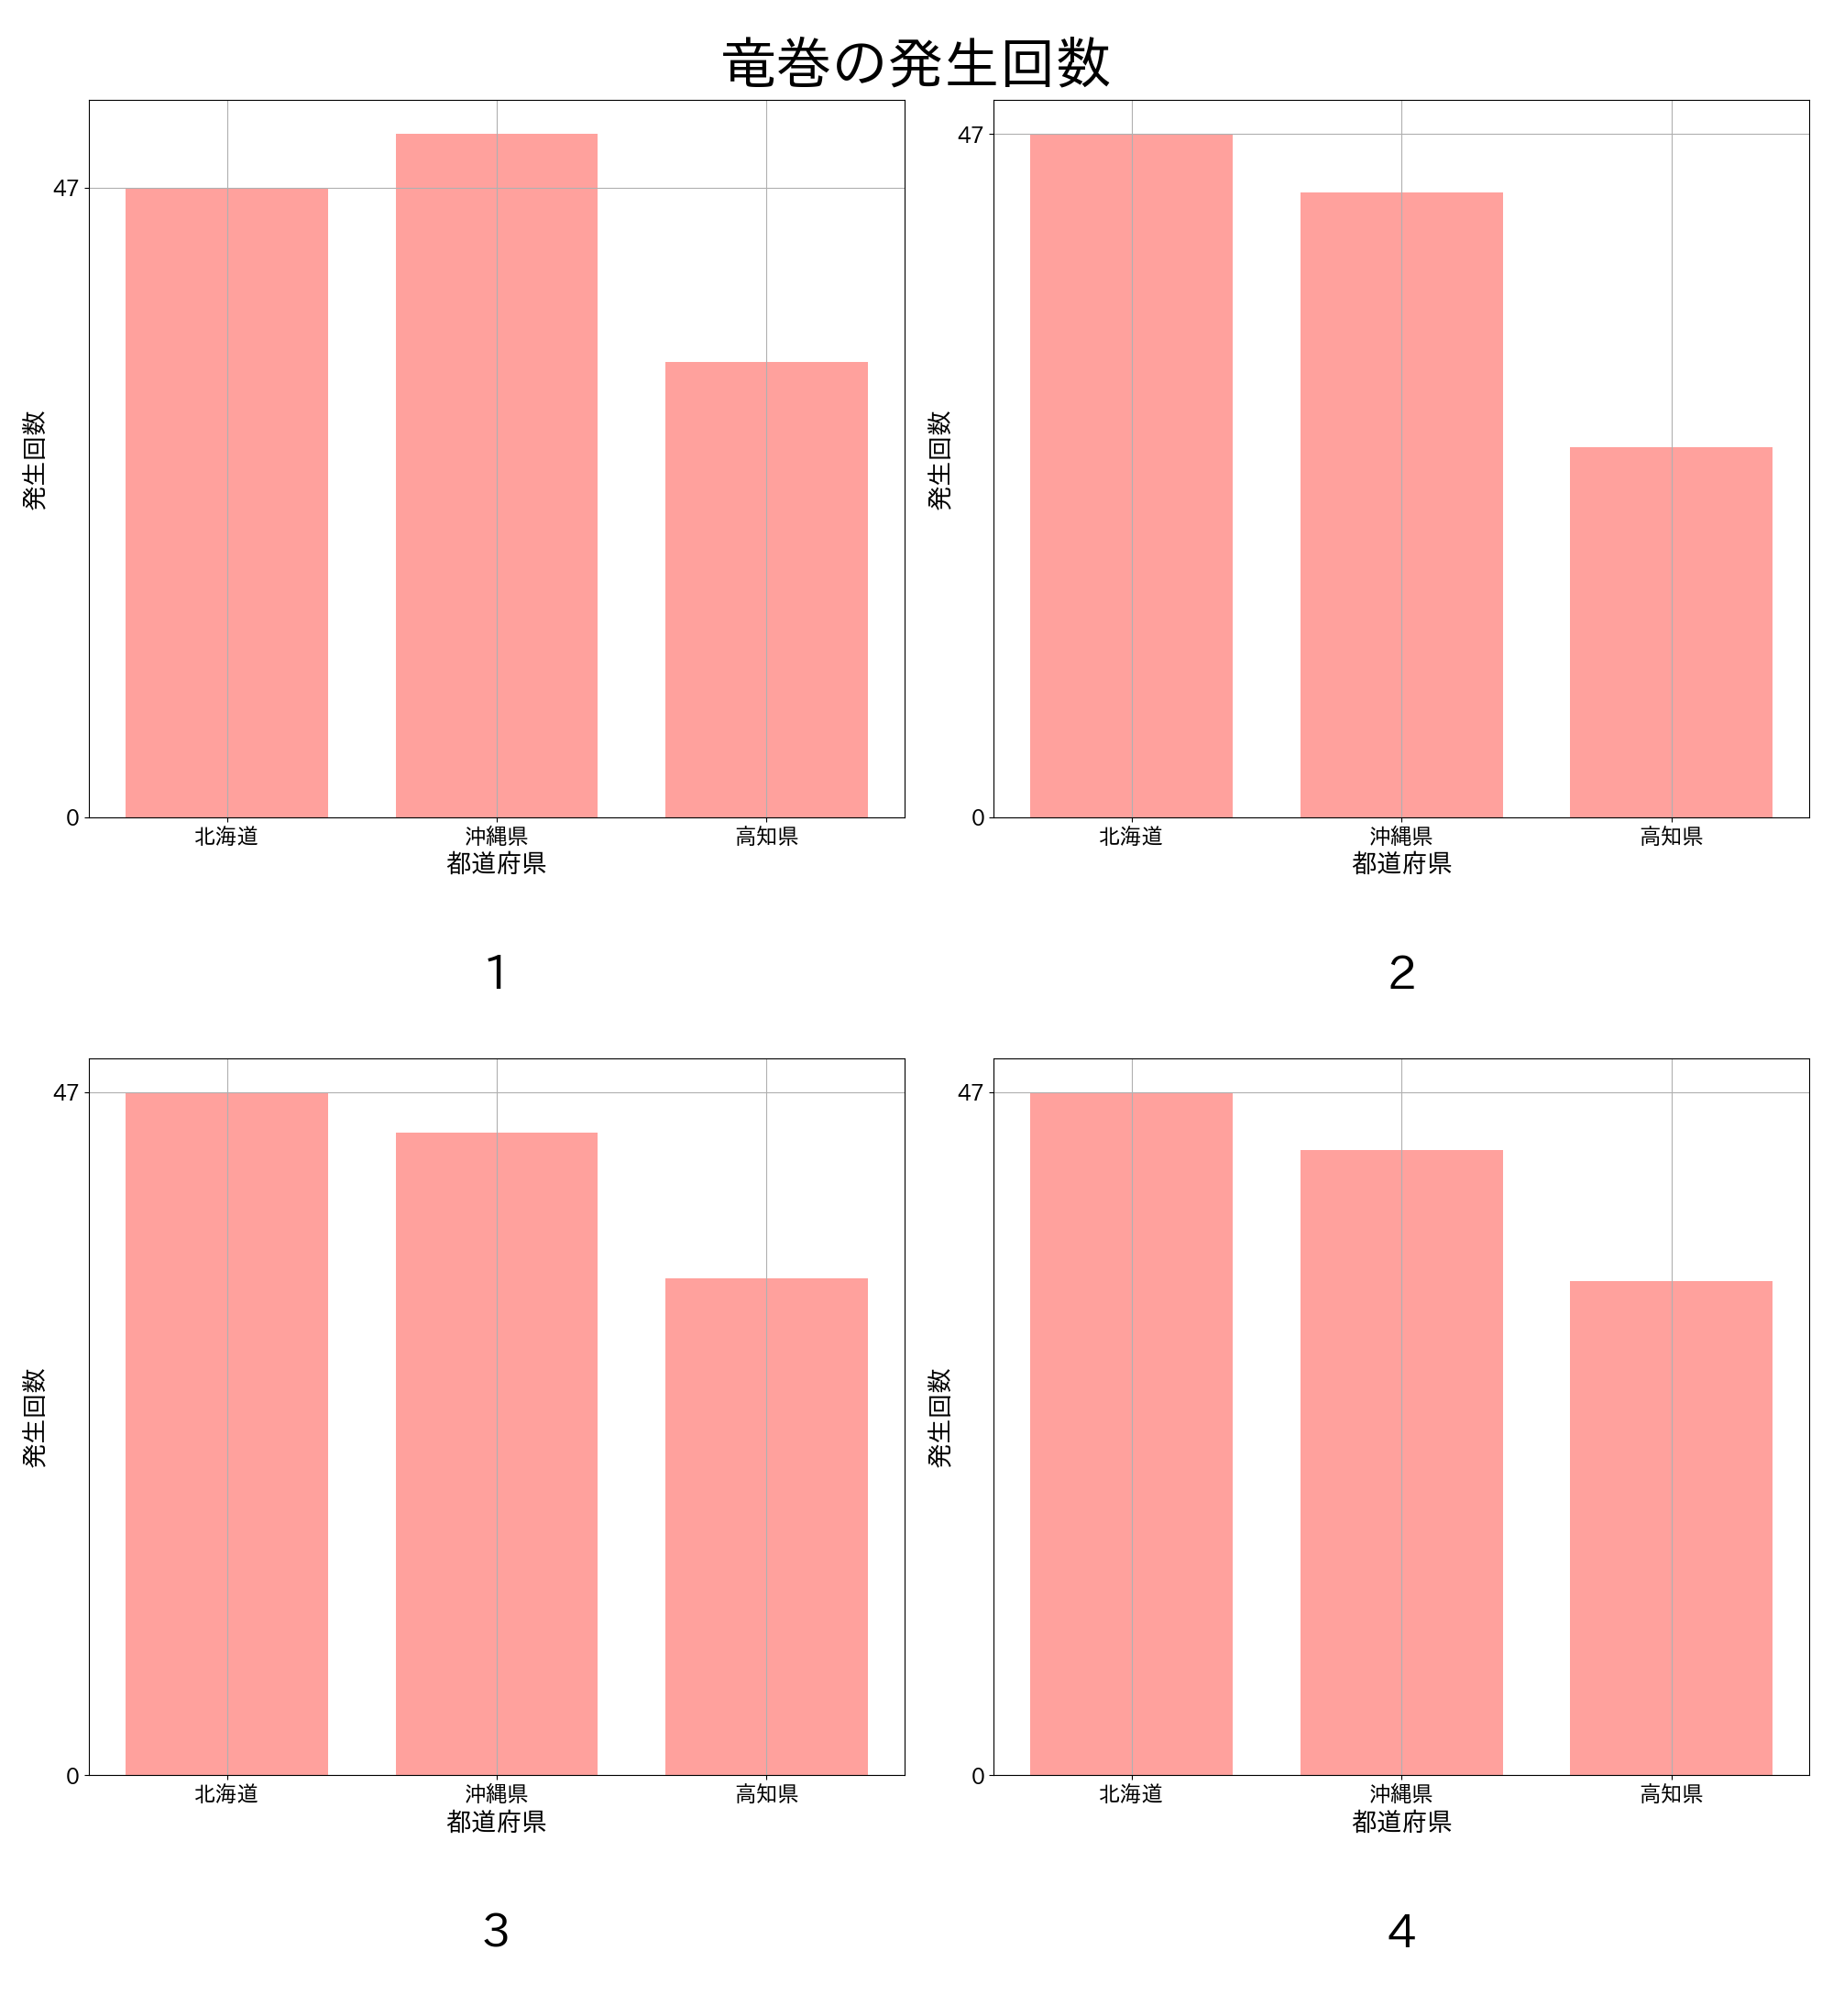 竜巻の発生回数
47
0
発生回数
北海道 沖縄県 高知県
都道府県
1
47
0
発生回数
北海道 沖縄県 高知県
都道府県
2
47
0
発生回数
北海道 沖縄県 高知県
都道府県
3
47
0
発生回数
北海道 沖縄県 高知県
都道府県
4